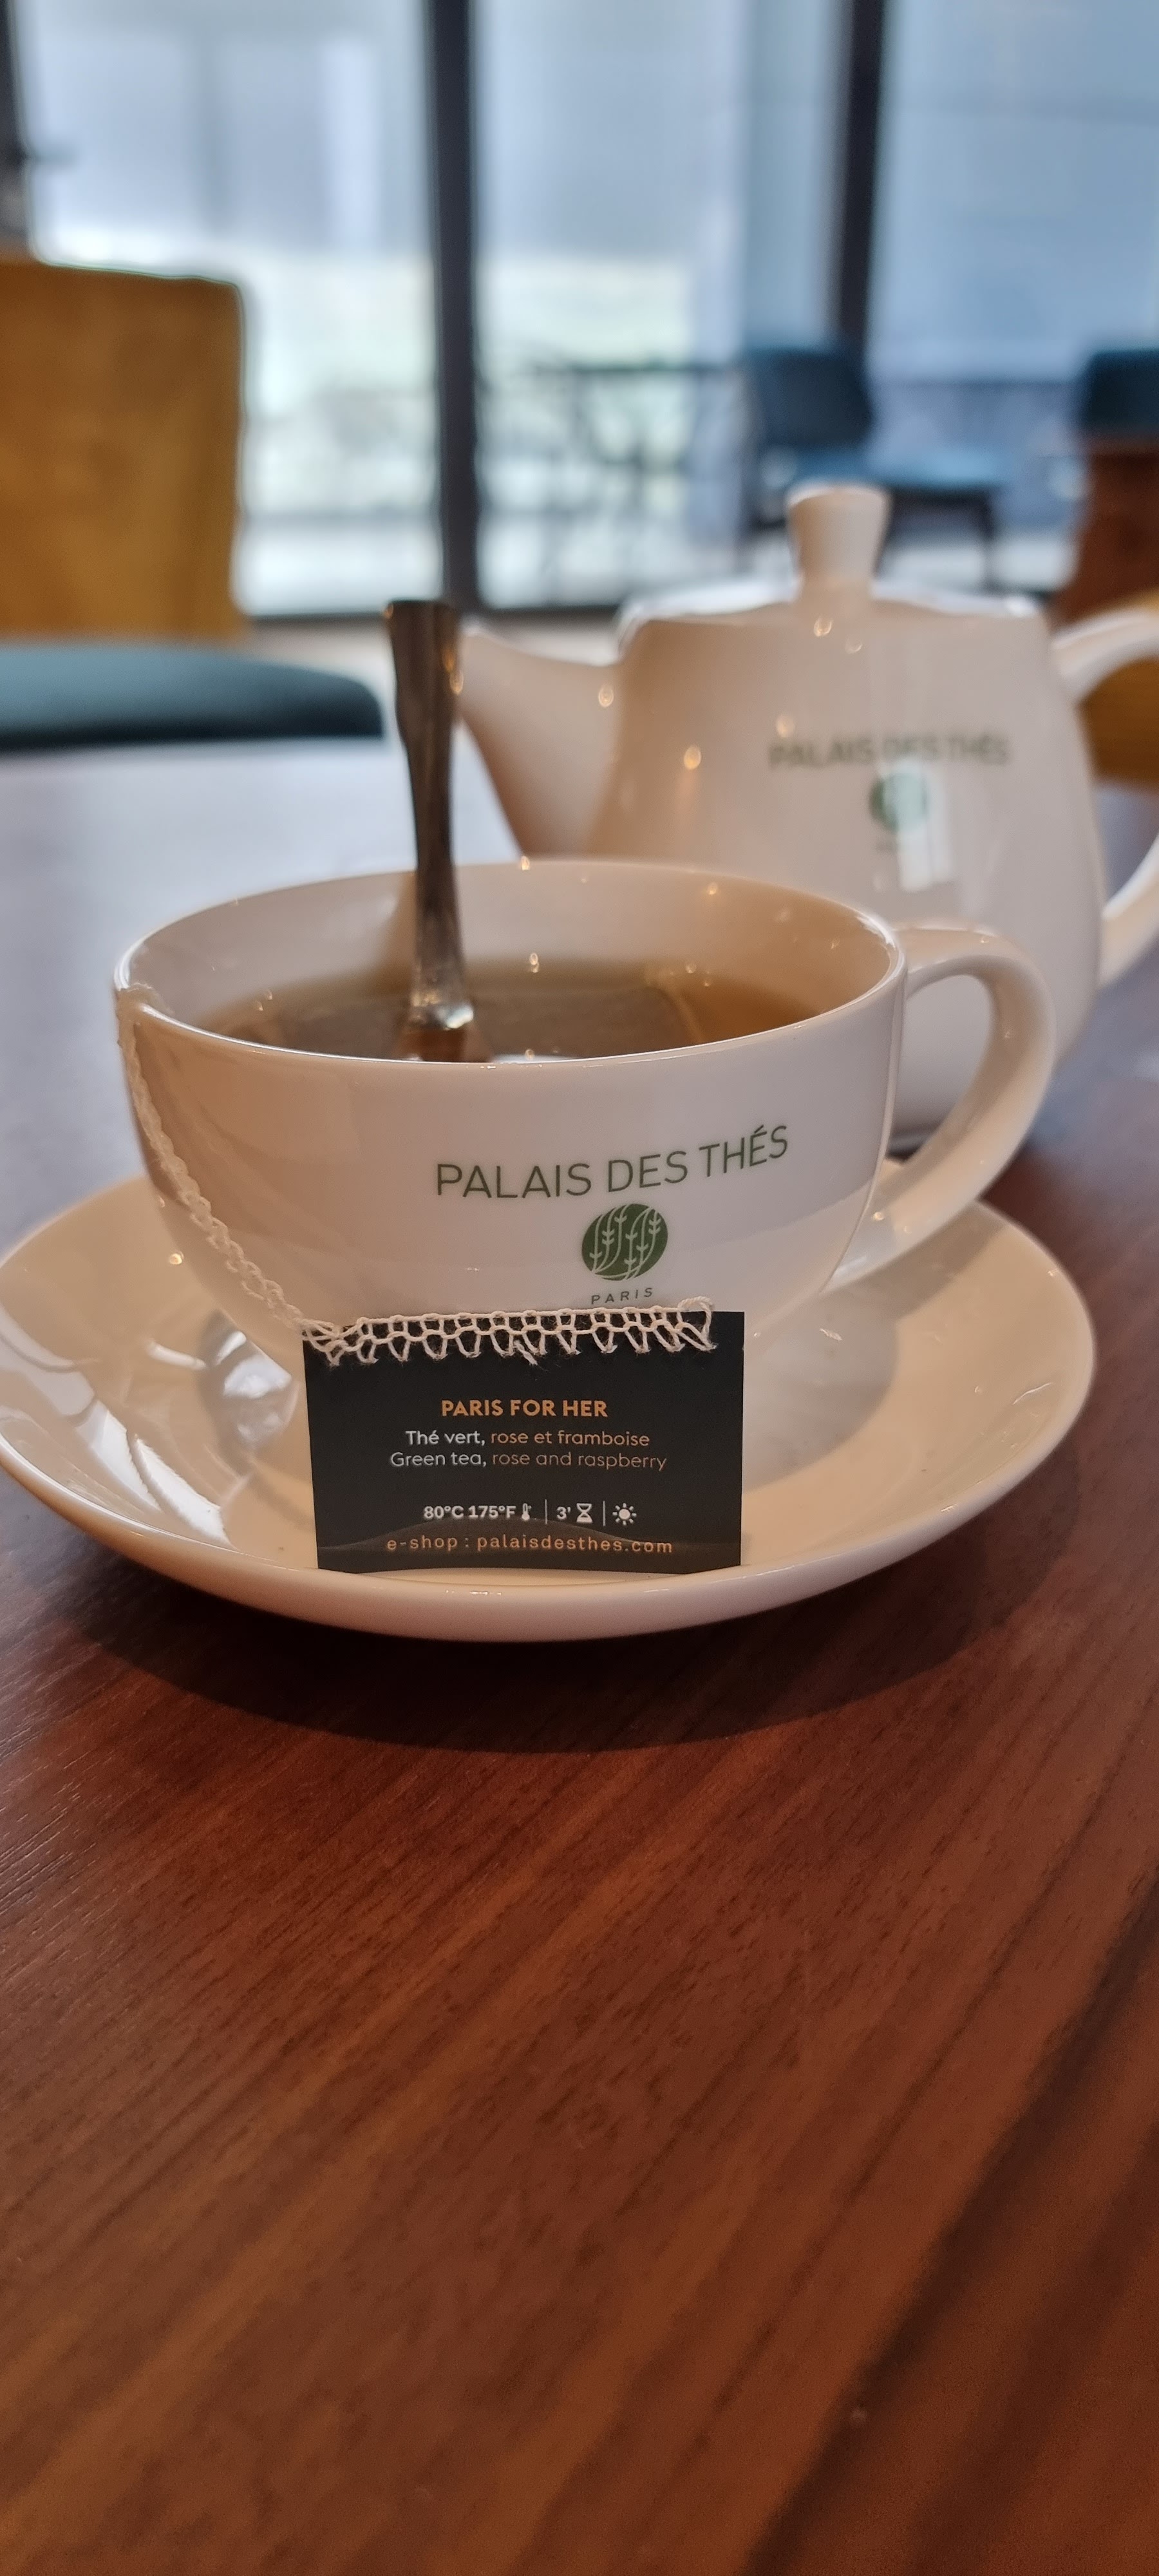 PALAIS DES THÉS
PALAIS DES THÉS
PARIS
PARIS FOR HER
Thé vert, rose et framboise
Green tea, rose and raspberry
80°C 175°F 3'
e-shop : palaisdesthes.com